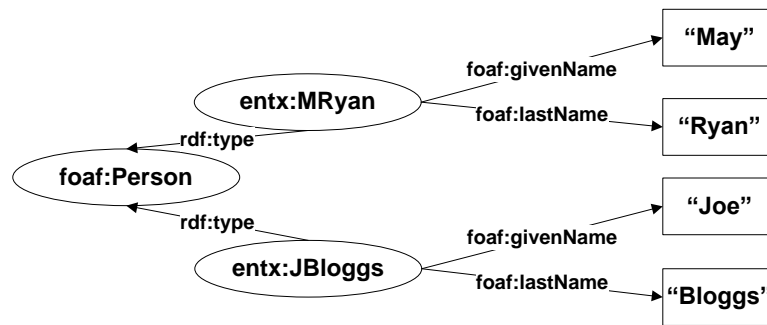 “May”
foaf:givenName
entx:MRyan
foaf:lastName
“Ryan”
rdf:type
foaf:Person
“Joe”
rdf:type
foaf:givenName
entx:JBloggs
foaf:lastName
“Bloggs”